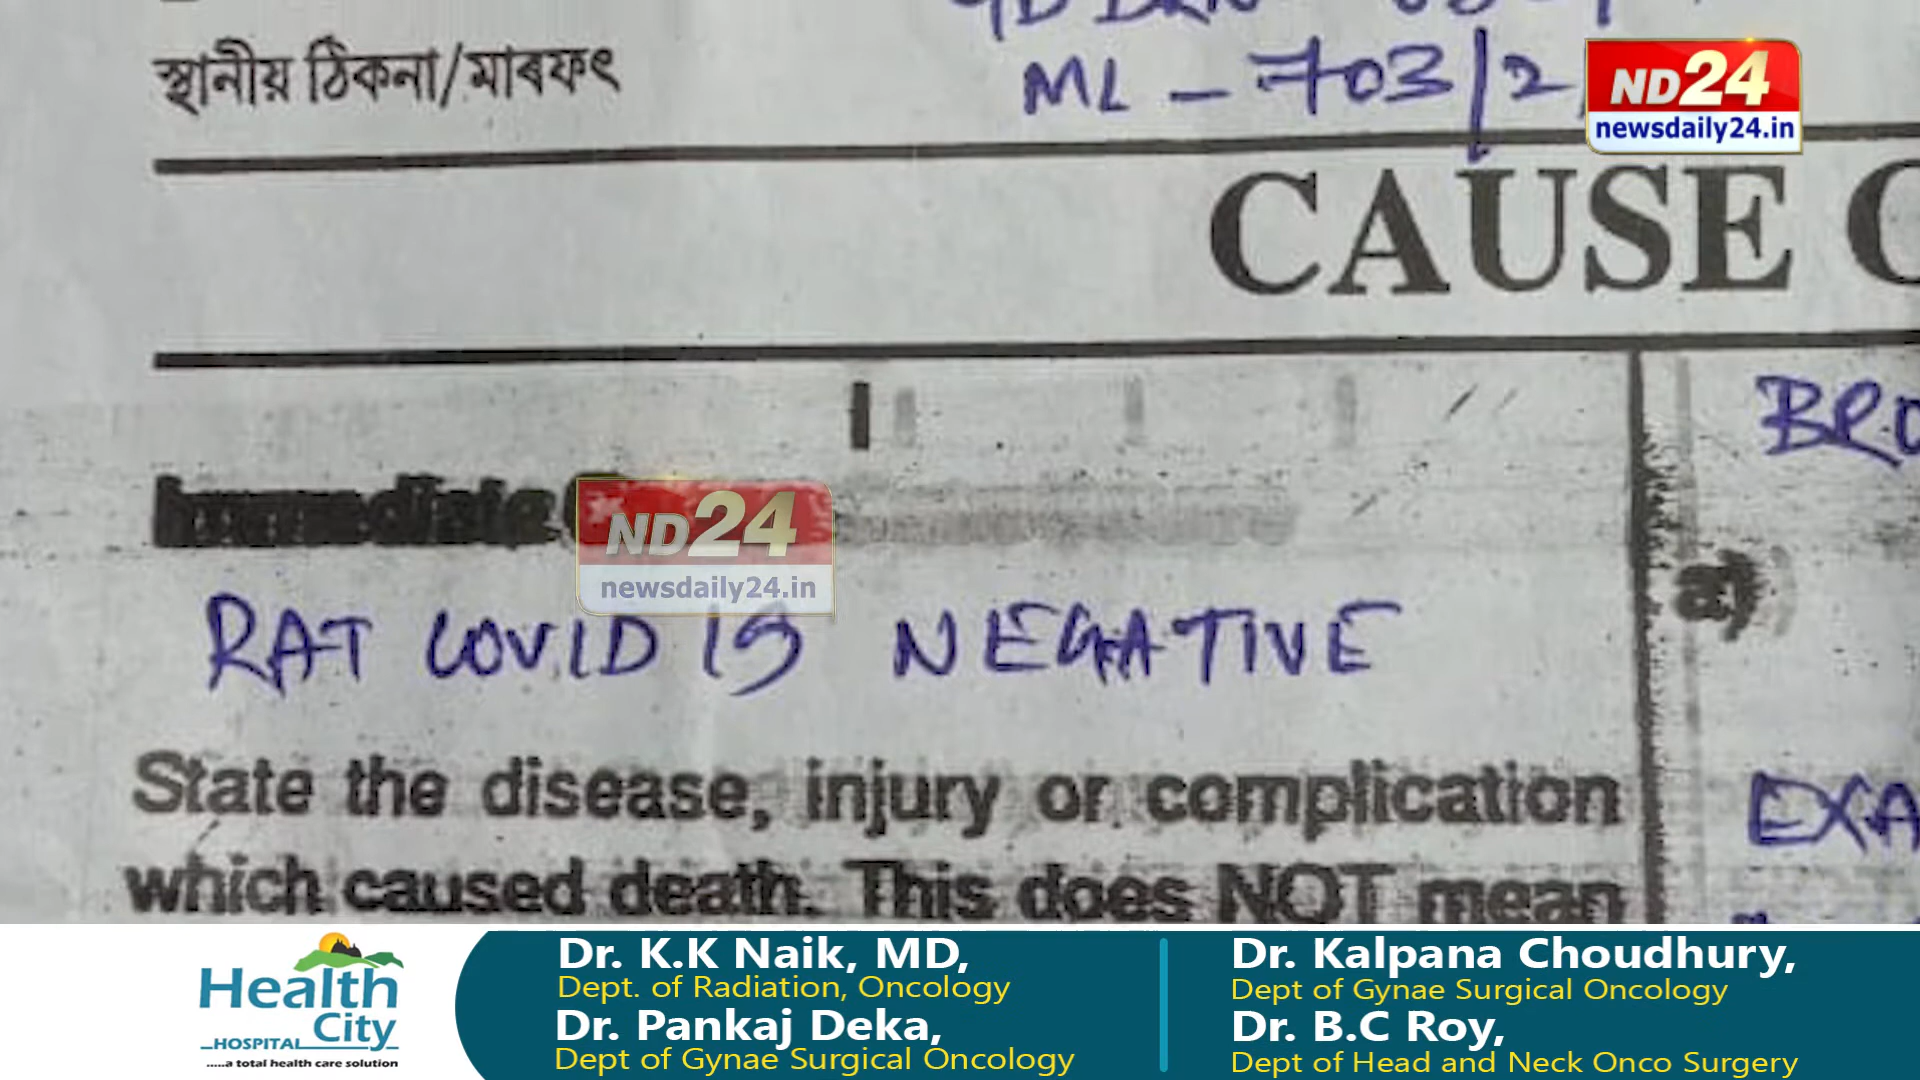 স্থানীয় ঠিকনা/মাৰফৎ
ML - 703/2
ND24
newsdaily24.in
CAUSE
Immediate
ND24
newsdaily24.in
RAT COVID 19 NEGATIVE
State the disease, injury or complication
which caused death. This does NOT mean
a)
Health
City
HOSPITAL
.....a total health care solution
Dr. K.K Naik, MD,
Dept. of Radiation, Oncology
Dr. Pankaj Deka,
Dept of Gynae Surgical Oncology
Dr. Kalpana Choudhury,
Dept of Gynae Surgical Oncology
Dr. B.C Roy,
Dept of Head and Neck Onco Surgery